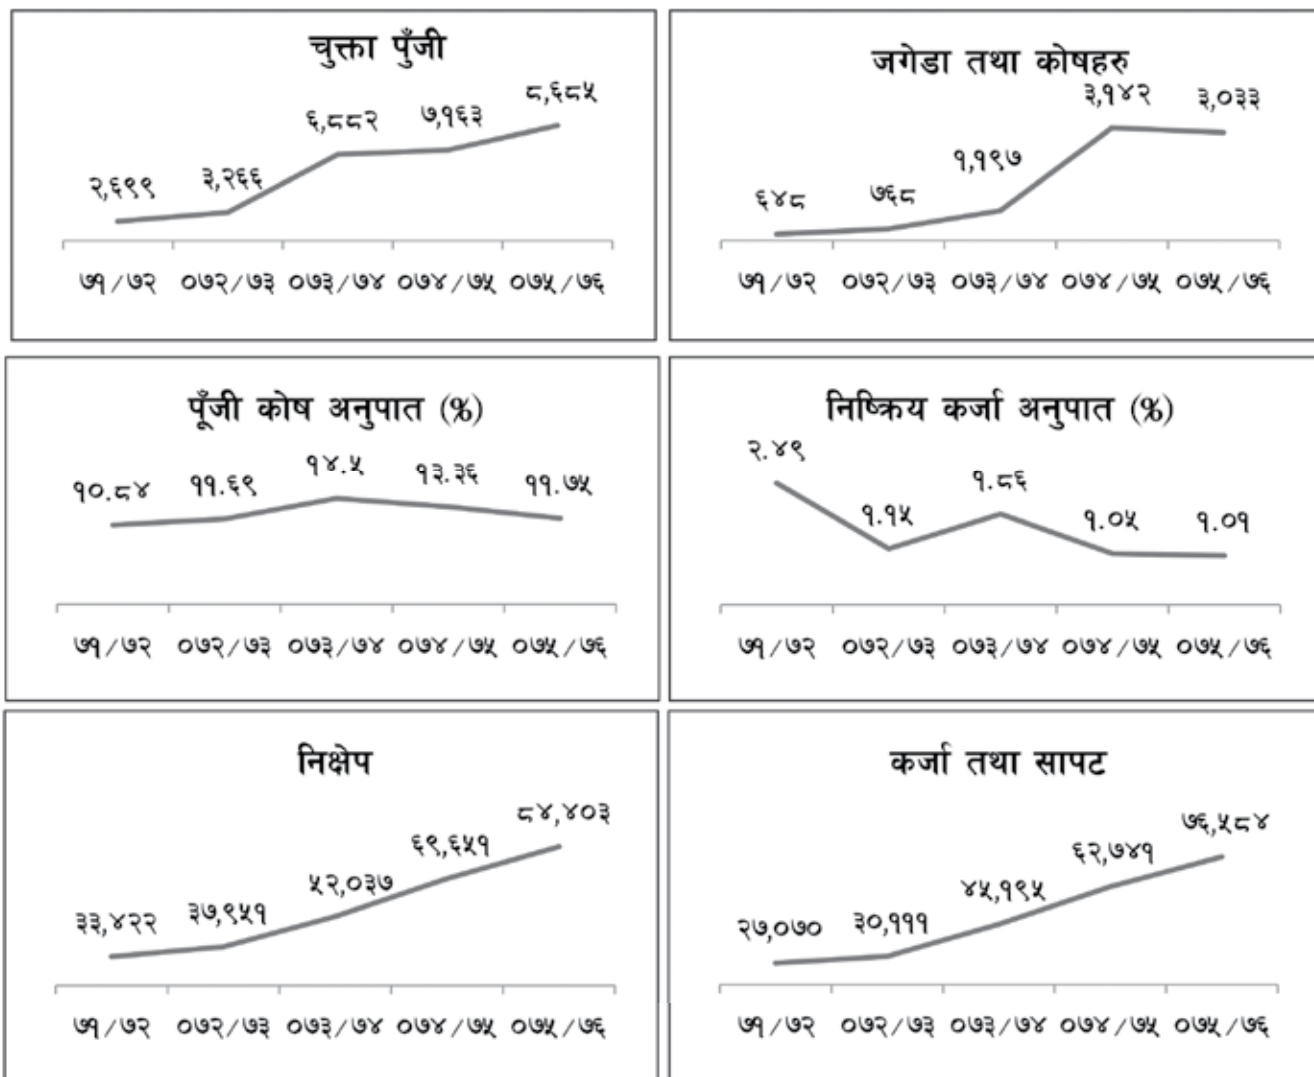 चुक्ता पुँजी
८,६८५
७,१६३
६,८८२
३,२६६
२,६९९
७१/७२ ०७२/७३ ०७३/७४ ०७४/७५ ०७५/७६
जगेडा तथा कोषहरु
३,१४२ ३,०३३
१,१९७
७६८
६४८
७१/७२ ०७२/७३ ०७३/७४ ०७४/७५ ०७५/७६
पूँजी कोष अनुपात (%)
१०.८४ ११.६९ १४.५ १३.३६ ११.७५
७१/७२ ०७२/७३ ०७३/७४ ०७४/७५ ०७५/७६
निष्क्रिय कर्जा अनुपात (%)
२.४९
१.८६
१.१५ १.०५ १.०१
७१/७२ ०७२/७३ ०७३/७४ ०७४/७५ ०७५/७६
निक्षेप
८४,४०३
६९,६५१
५२,०३७
३३,४२२ ३७,९५१
७१/७२ ०७२/७३ ०७३/७४ ०७४/७५ ०७५/७६
कर्जा तथा सापट
७६,५८४
६२,७४१
४५,१९५
२७,०७० ३०,१११
७१/७२ ०७२/७३ ०७३/७४ ०७४/७५ ०७५/७६